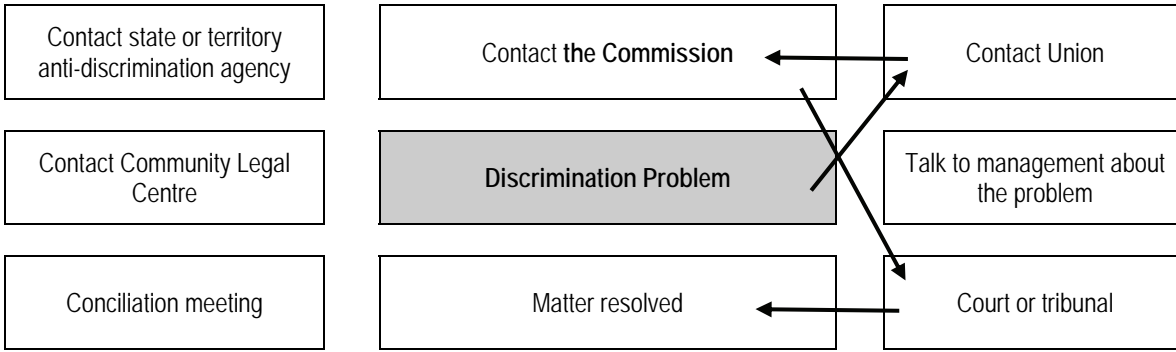 Contact state or territory
anti-discrimination agency
Contact the Commission
Contact Union
Contact Community Legal
Centre
Discrimination Problem
Talk to management about
the problem
Conciliation meeting
Matter resolved
Court or tribunal